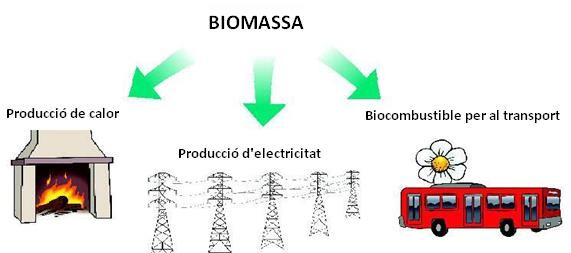 BIOMASSA
Producció de calor
Producció d'electricitat
Biocombustible per al transport